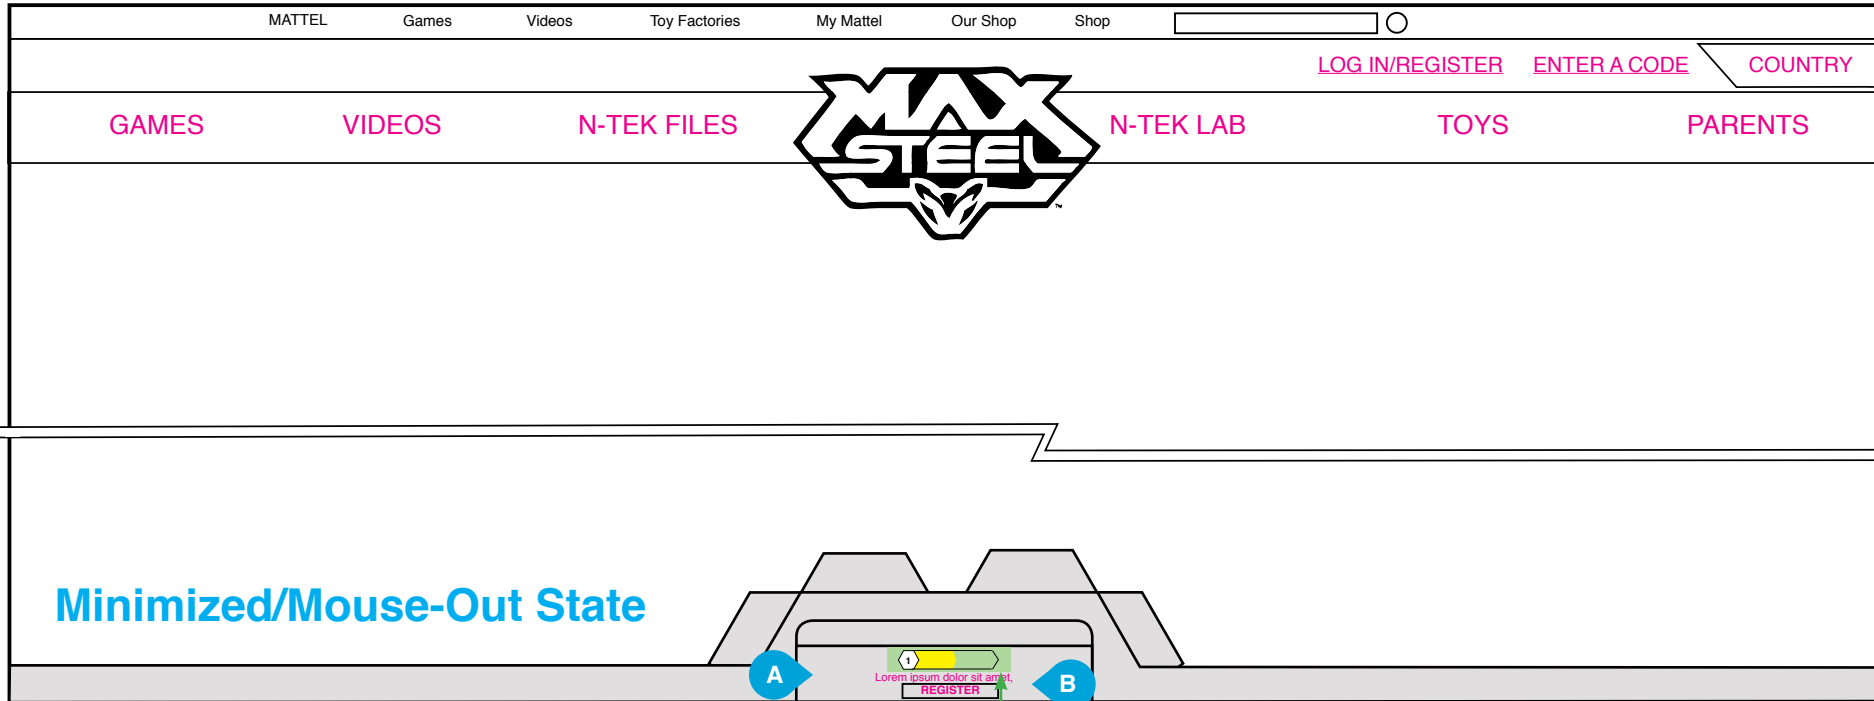 MATTEL Games Videos Toy Factories My Mattel Our Shop Shop
LOG IN/REGISTER ENTER A CODE COUNTRY
MAX
STEEL
™
GAMES VIDEOS N-TEK FILES N-TEK LAB TOYS PARENTS
Minimized/Mouse-Out State
1
A
Lorem ipsum dolor sit amet,
B
REGISTER